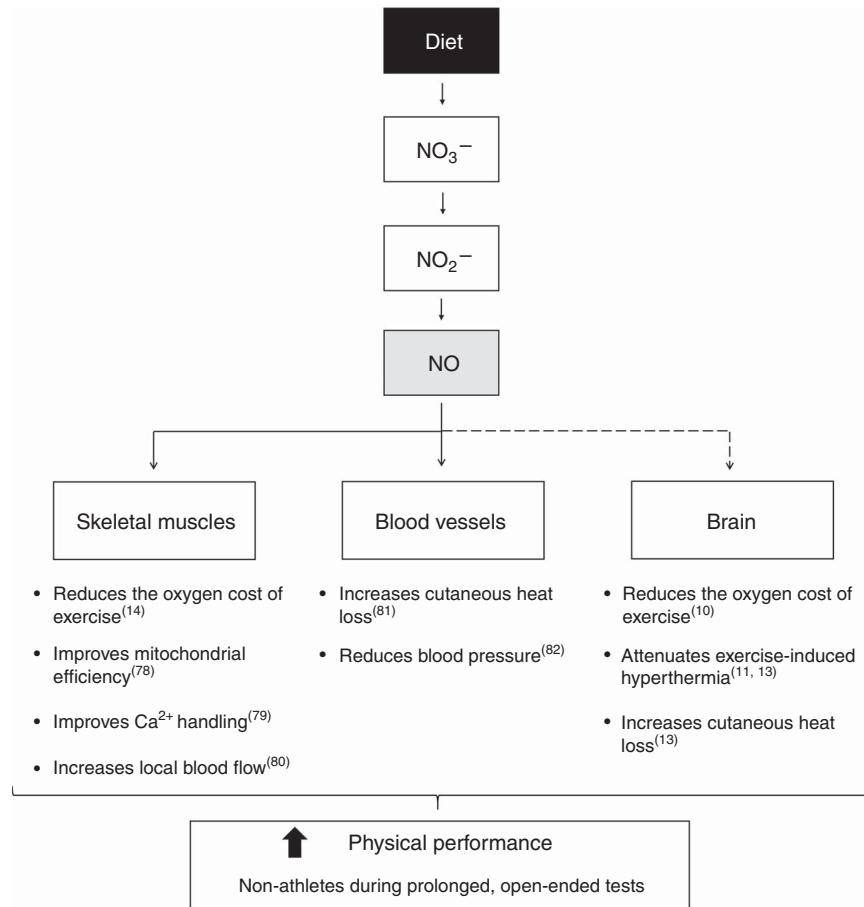 Diet
NO₃⁻
NO₂⁻
NO
Skeletal muscles
• Reduces the oxygen cost of
exercise⁽¹⁴⁾
• Improves mitochondrial
efficiency⁽⁷⁸⁾
• Improves Ca²⁺ handling⁽⁷⁹⁾
• Increases local blood flow⁽⁸⁰⁾
Blood vessels
• Increases cutaneous heat
loss⁽⁸¹⁾
• Reduces blood pressure⁽⁸²⁾
Brain
• Reduces the oxygen cost of
exercise⁽¹⁰⁾
• Attenuates exercise-induced
hyperthermia⁽¹¹, ¹³⁾
• Increases cutaneous heat
loss⁽¹³⁾
Physical performance
Non-athletes during prolonged, open-ended tests